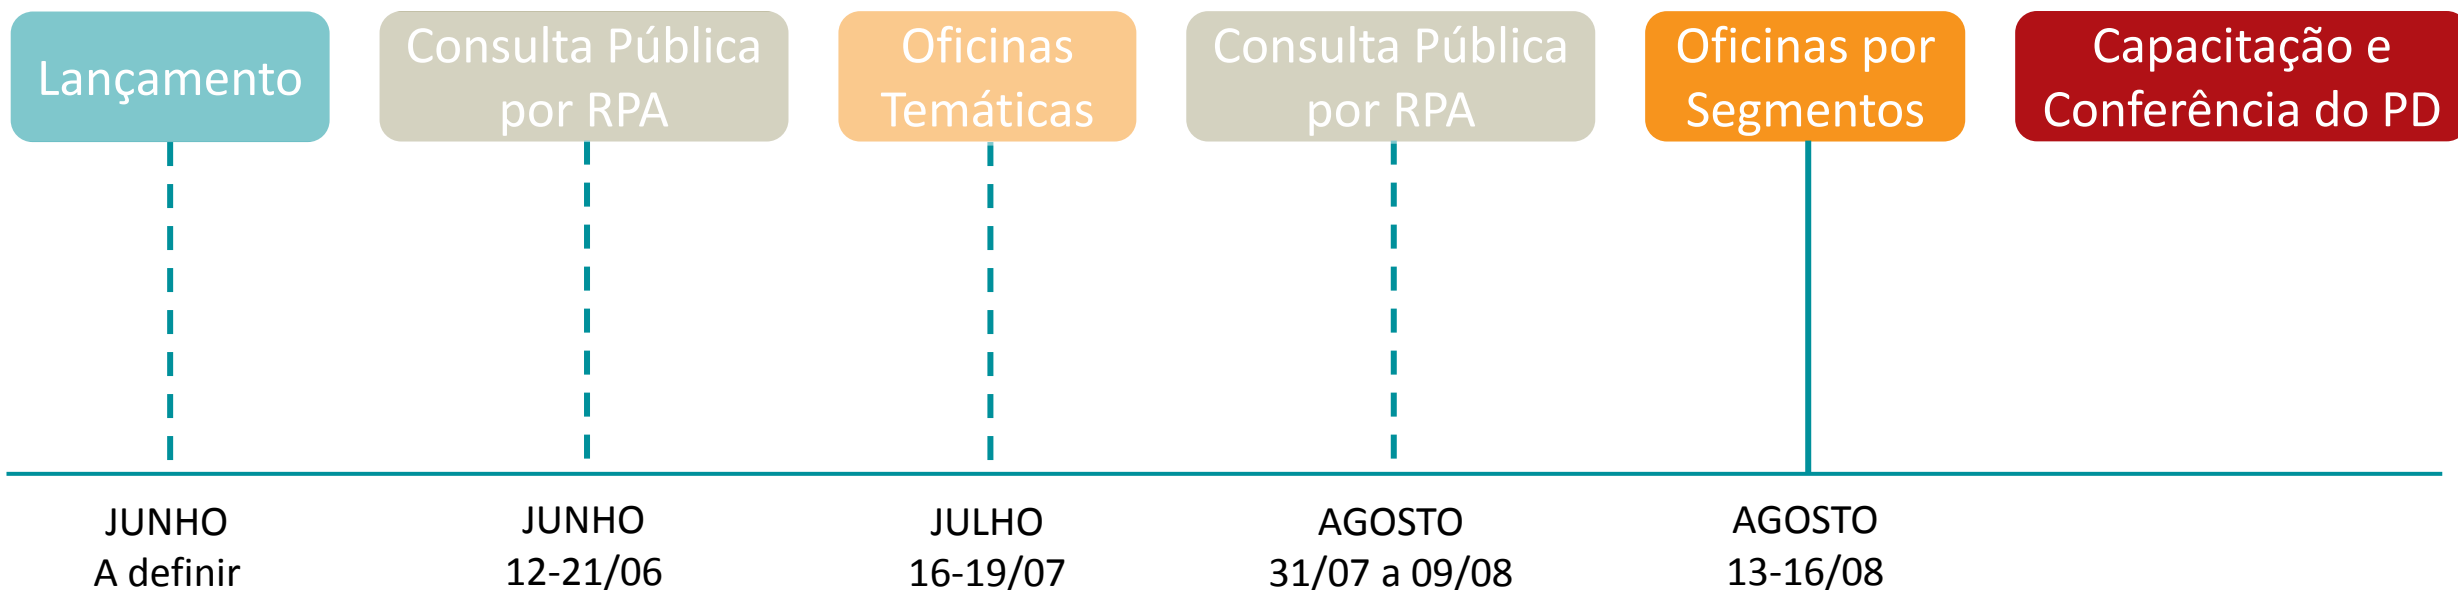 Lançamento
Consulta Pública
por RPA
Oficinas
Temáticas
Consulta Pública
por RPA
Oficinas por
Segmentos
Capacitação e
Conferência do PD
JUNHO
A definir
JUNHO
12-21/06
JULHO
16-19/07
AGOSTO
31/07 a 09/08
AGOSTO
13-16/08